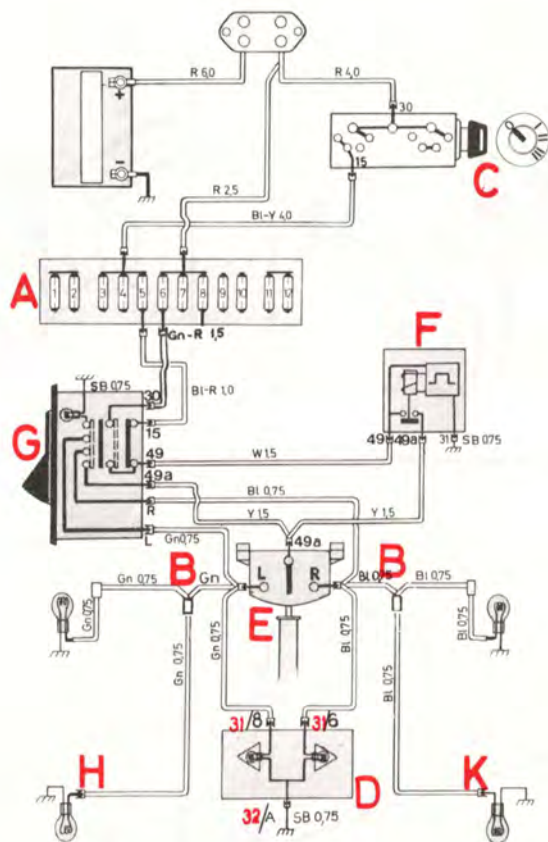 R 6,0
R 4,0
+
-
30
15
C
I
II
III
R 2,5
Bl-Y 4,0
A
1 2 3 4 5 6 7 8 9 10 11 12
Gn-R 1,5
F
SB 0,75
30
Bl-R 1,0
G
15
49
49a
31
SB 0,75
49
W 1,5
49a
Bl 0,75
R
Y 1,5
Y 1,5
L
Gn 0,75
49a
B
B
Gn 0,75
Gn
L
R
Bl 0,75
Bl 0,75
E
Gn 0,75
Gn 0,75
Bl 0,75
Bl 0,75
Gn 0,75
Bl 0,75
31/8
31/6
H
K
D
32/A
SB 0,75